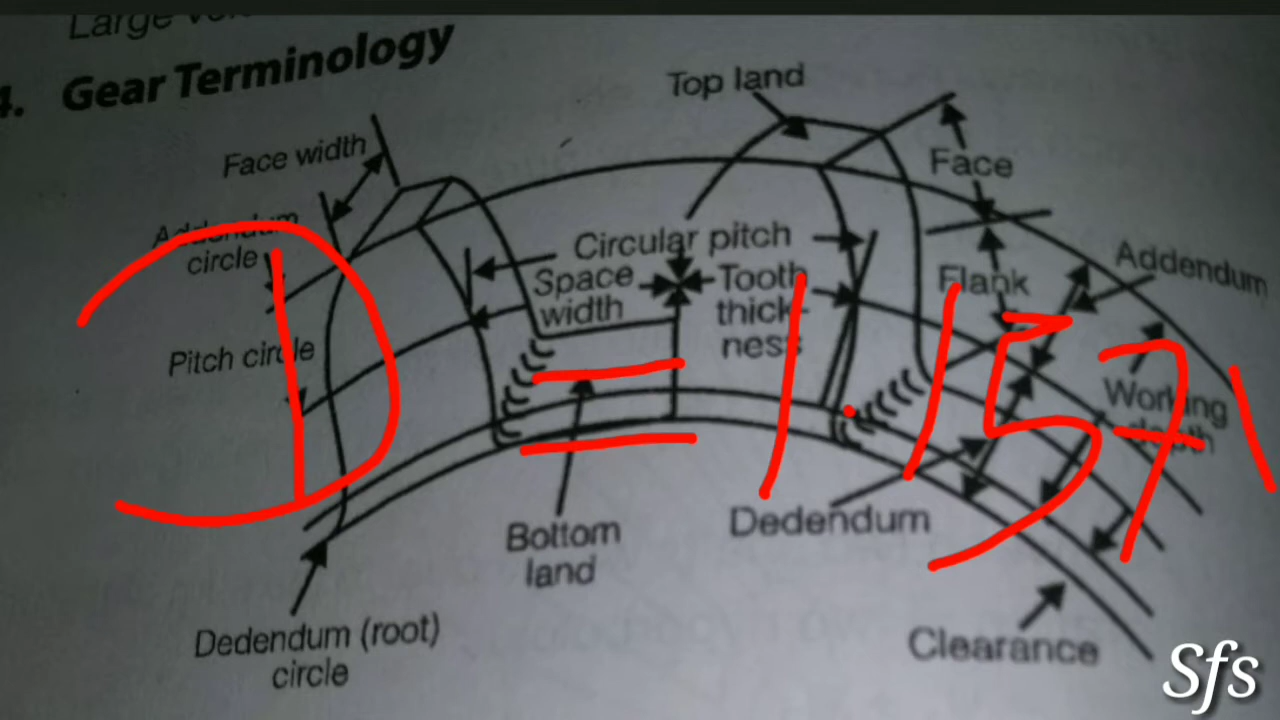 Large
4. Gear Terminology
Top land
Face width
Face
Addendum
circle
Circular pitch
Addendum
Space
width
Tooth
thick-
ness
Flank
Pitch circle
Working
depth
D = 1.1571
Bottom
land
Dedendum
Dedendum (root)
circle
Clearance
Sfs